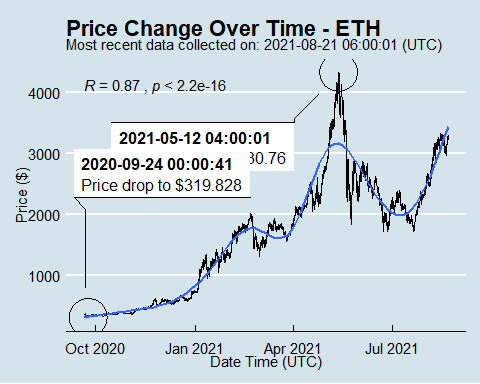 Price Change Over Time - ETH
Most recent data collected on: 2021-08-21 06:00:01 (UTC)
R = 0.87 , p < 2.2e-16
4000
2021-05-12 04:00:01
30.76
2020-09-24 00:00:41
Price drop to $319.828
3000
2000
1000
Price ($)
Oct 2020
Jan 2021
Apr 2021
Jul 2021
Date Time (UTC)